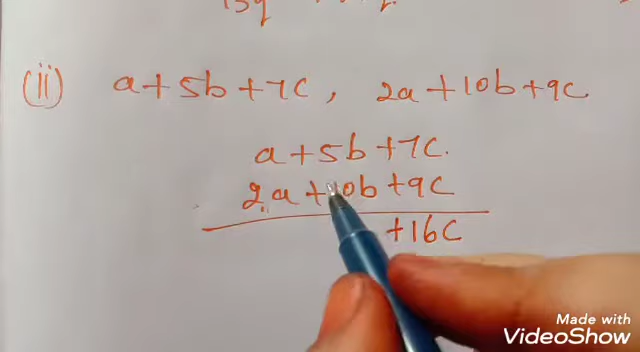 (ii) a+5b+7c, 2a+10b+9c
a+5b+7c.
2a+10b+9c
+16c
Made with
VideoShow